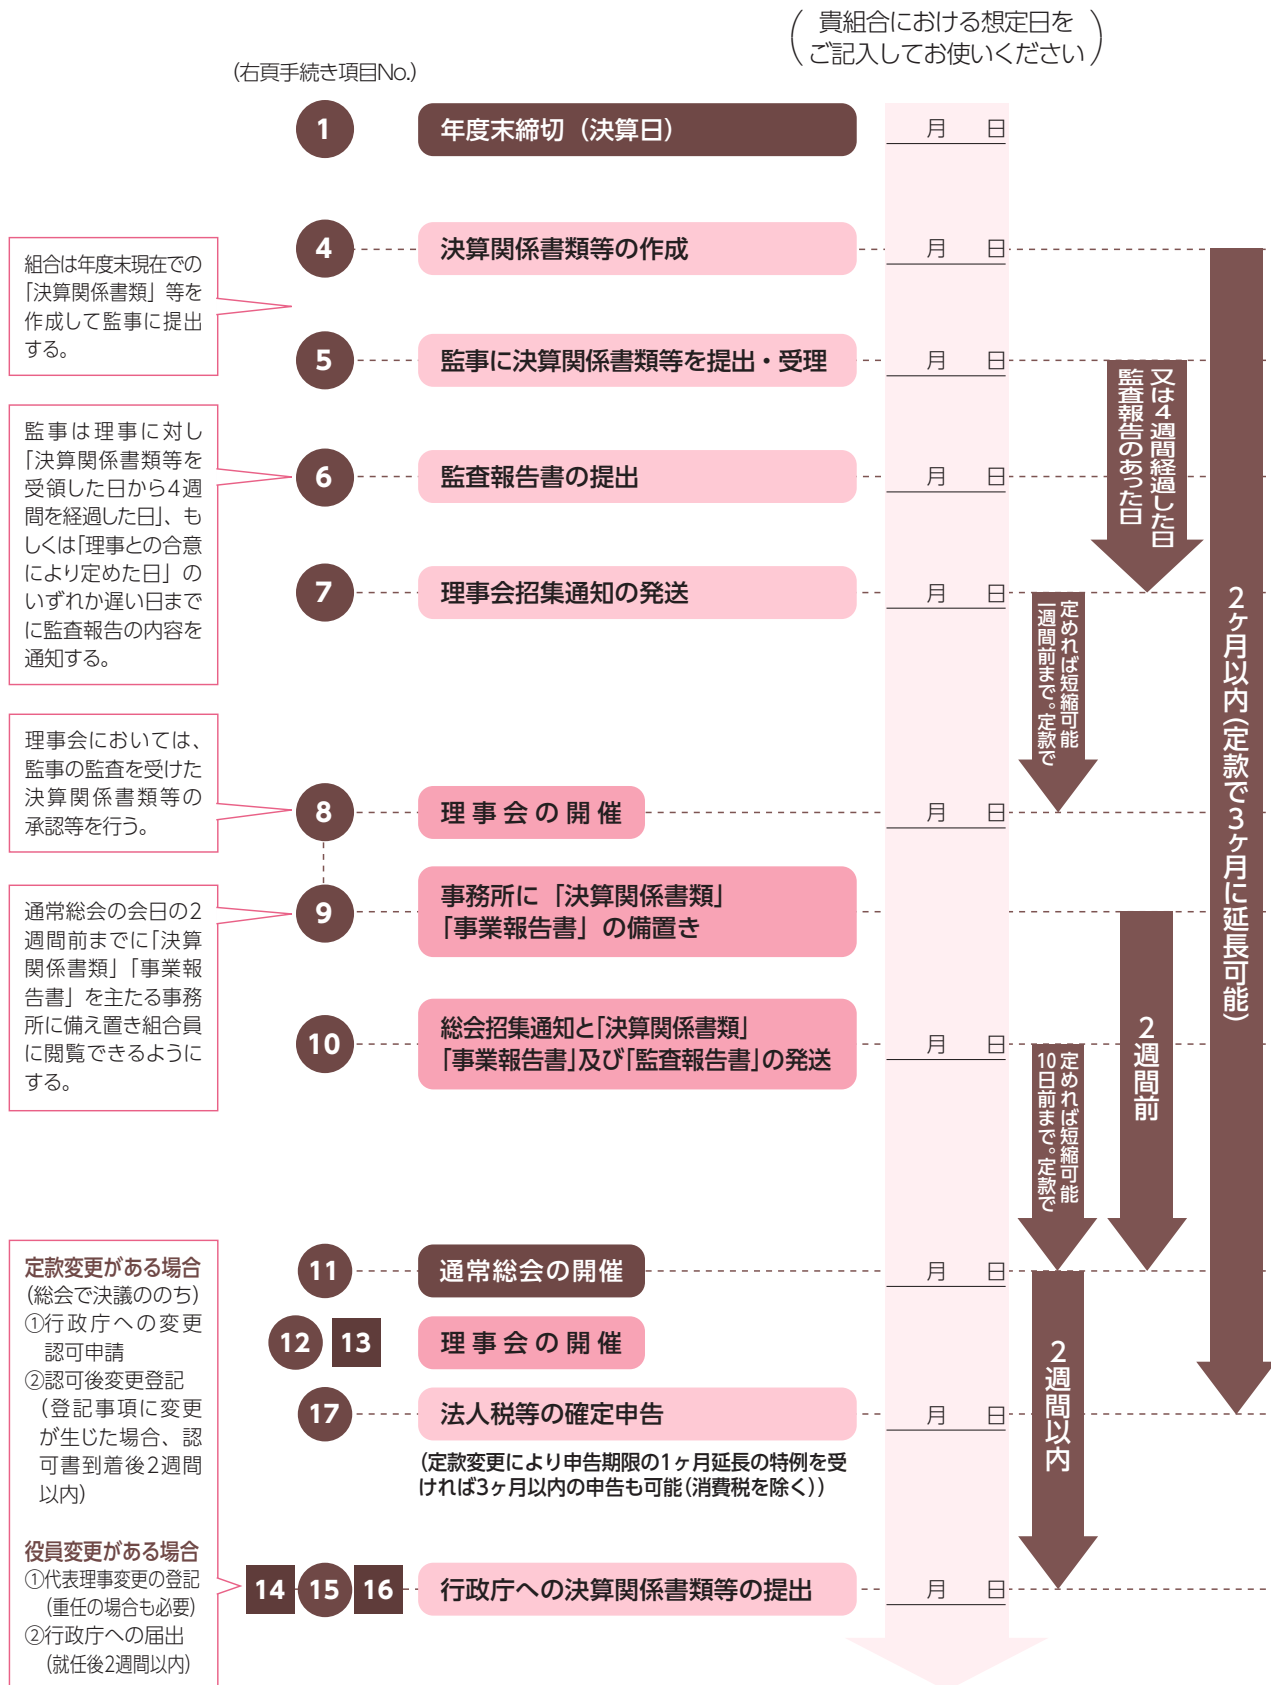 貴組合における想定日を
ご記入してお使いください
(右頁手続き項目No.)
1
年度末締切（決算日）
月 日
4
決算関係書類等の作成
月 日
組合は年度末現在での
「決算関係書類」等を
作成して監事に提出
する。
5
監事に決算関係書類等を提出・受理
月 日
又は4週間経過した日
監査報告のあった日
監事は理事に対し
「決算関係書類等を
受領した日から4週
間を経過した日」、も
しくは「理事との合意
により定めた日」の
いずれか遅い日まで
に監査報告の内容を
通知する。
6
監査報告書の提出
月 日
7
理事会招集通知の発送
月 日
定めれば短縮可能
一週間前まで。定款で
2ヶ月以内(定款で3ヶ月に延長可能)
理事会においては、
監事の監査を受けた
決算関係書類等の
承認等を行う。
8
理事会の開催
月 日
通常総会の会日の2
週間前までに「決算
関係書類」「事業報
告書」を主たる事務
所に備え置き組合員
に閲覧できるように
する。
9
事務所に「決算関係書類」
「事業報告書」の備置き
2週間前
10
総会招集通知と「決算関係書類」
「事業報告書」及び「監査報告書」の発送
月 日
定めれば短縮可能
10日前まで。定款で
11
通常総会の開催
月 日
定款変更がある場合
(総会で決議ののち)
①行政庁への変更
認可申請
②認可後変更登記
(登記事項に変更
が生じた場合、認
可書到着後2週間
以内)
12 13
理事会の開催
2週間以内
17
法人税等の確定申告
月 日
(定款変更により申告期限の1ヶ月延長の特例を受
ければ3ヶ月以内の申告も可能(消費税を除く))
役員変更がある場合
①代表理事変更の登記
(重任の場合も必要)
②行政庁への届出
(就任後2週間以内)
14 15 16
行政庁への決算関係書類等の提出
月 日